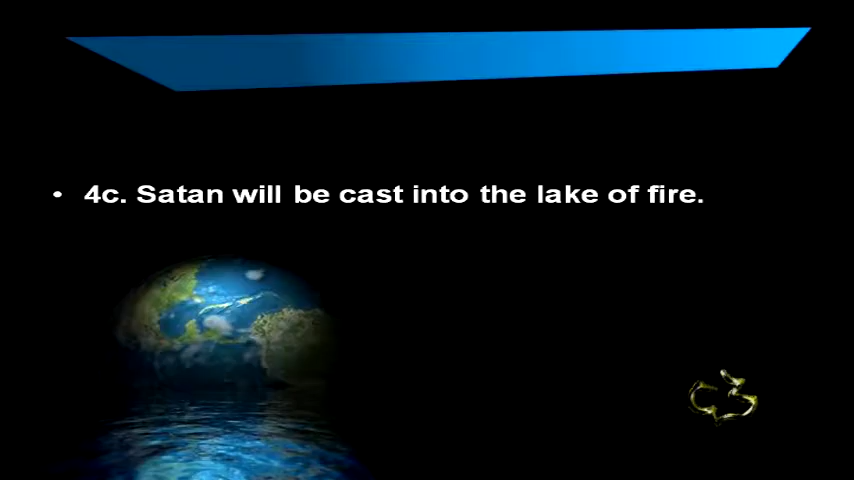 • 4c. Satan will be cast into the lake of fire.